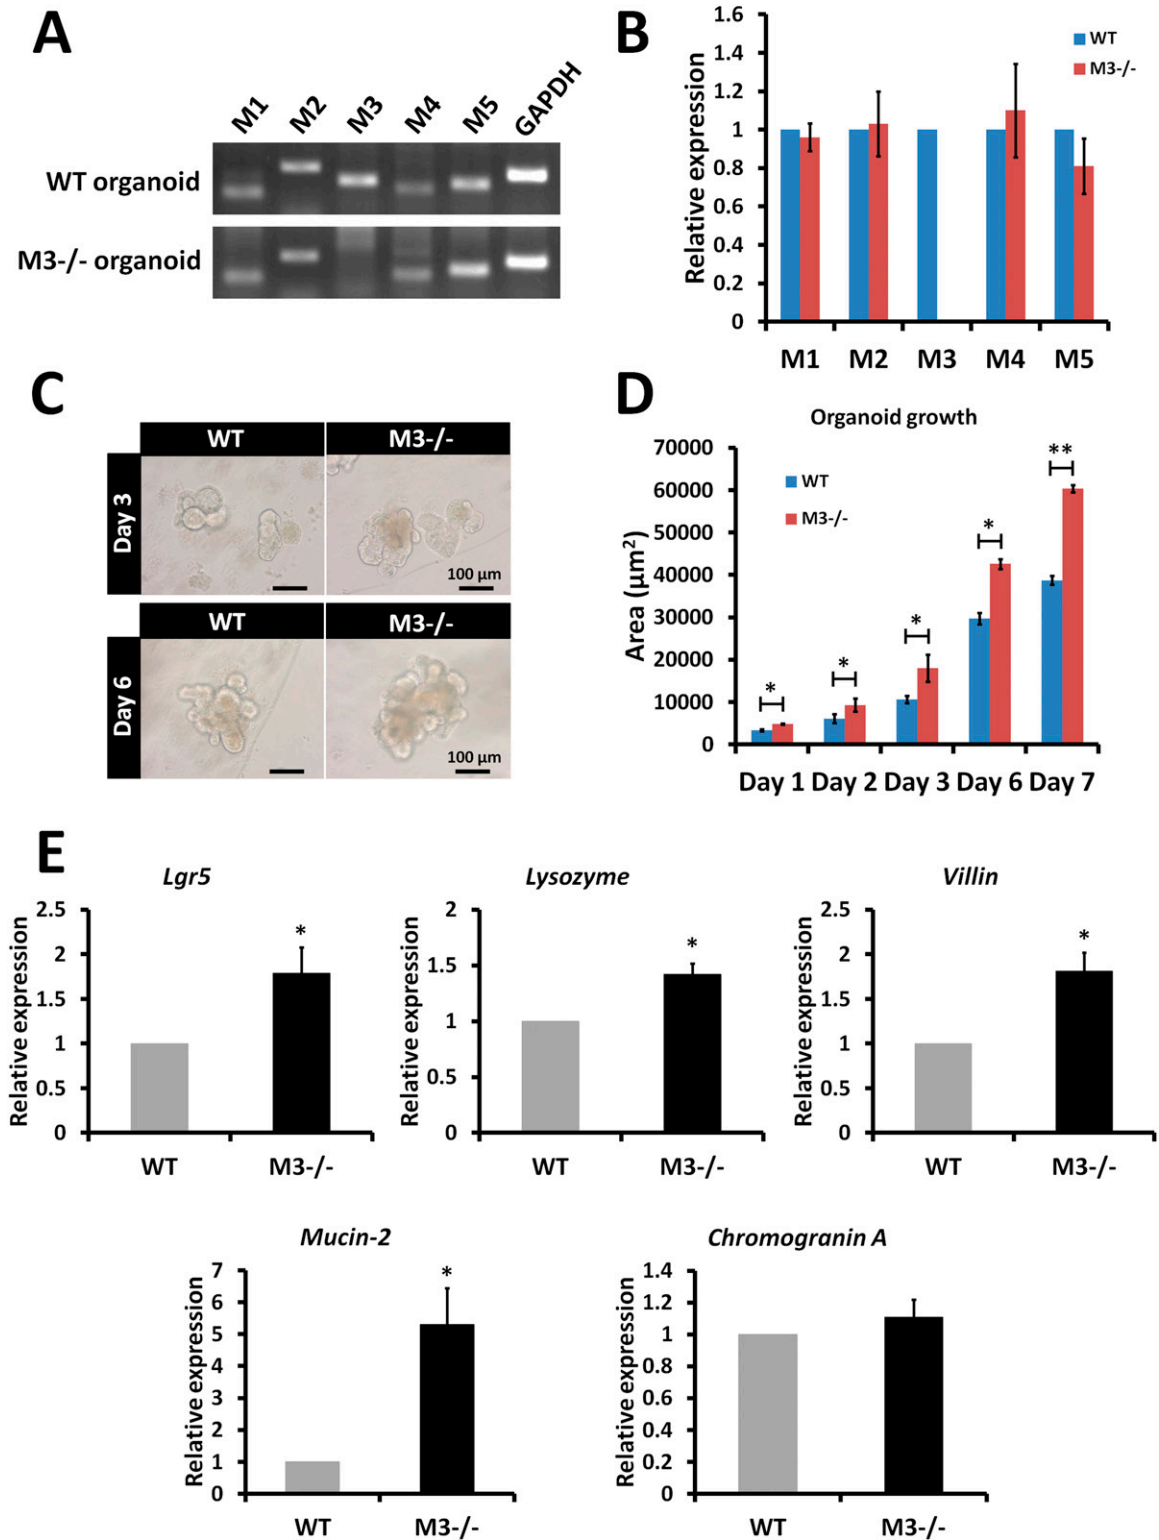 A
M1 M2 M3 M4 M5 GAPDH
WT organoid
M3-/- organoid
B
WT
M3-/-
Relative expression
1.6
1.4
1.2
1
0.8
0.6
0.4
0.2
0
M1 M2 M3 M4 M5
C
WT M3-/-
Day 3
100 µm
WT M3-/-
Day 6
100 µm
D
Organoid growth
WT
M3-/-
Area (µm²)
70000
60000
50000
40000
30000
20000
10000
0
* * * * **
Day 1 Day 2 Day 3 Day 6 Day 7
E
Lgr5
Relative expression
2.5
2
1.5
1
0.5
0
*
WT M3-/-
Lysozyme
Relative expression
2
1.5
1
0.5
0
*
WT M3-/-
Villin
Relative expression
2.5
2
1.5
1
0.5
0
*
WT M3-/-
Mucin-2
Relative expression
7
6
5
4
3
2
1
0
*
WT M3-/-
Chromogranin A
Relative expression
1.4
1.2
1
0.8
0.6
0.4
0.2
0
WT M3-/-